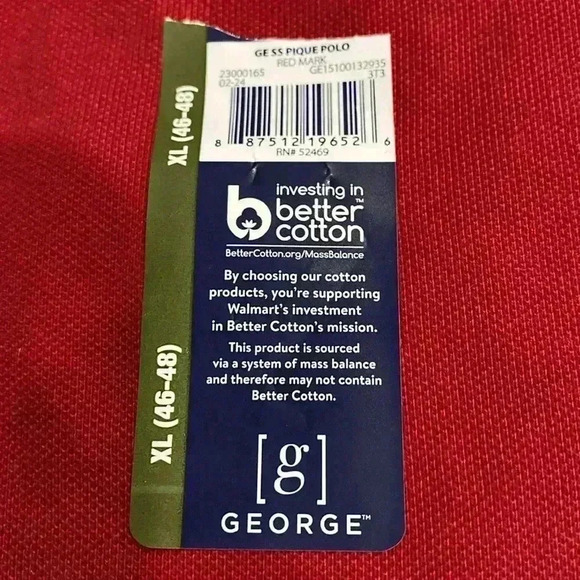 GE SS PIQUE POLO
RED MARK
23000165 GE15100132935
02-24 3T3
8 87512 19652 6
RN# 52469
XL (46-48)
investing in
better™
cotton
BetterCotton.org/MassBalance
By choosing our cotton
products, you're supporting
Walmart's investment
in Better Cotton's mission.
This product is sourced
via a system of mass balance
and therefore may not contain
Better Cotton.
XL (46-48)
[g]
GEORGE™